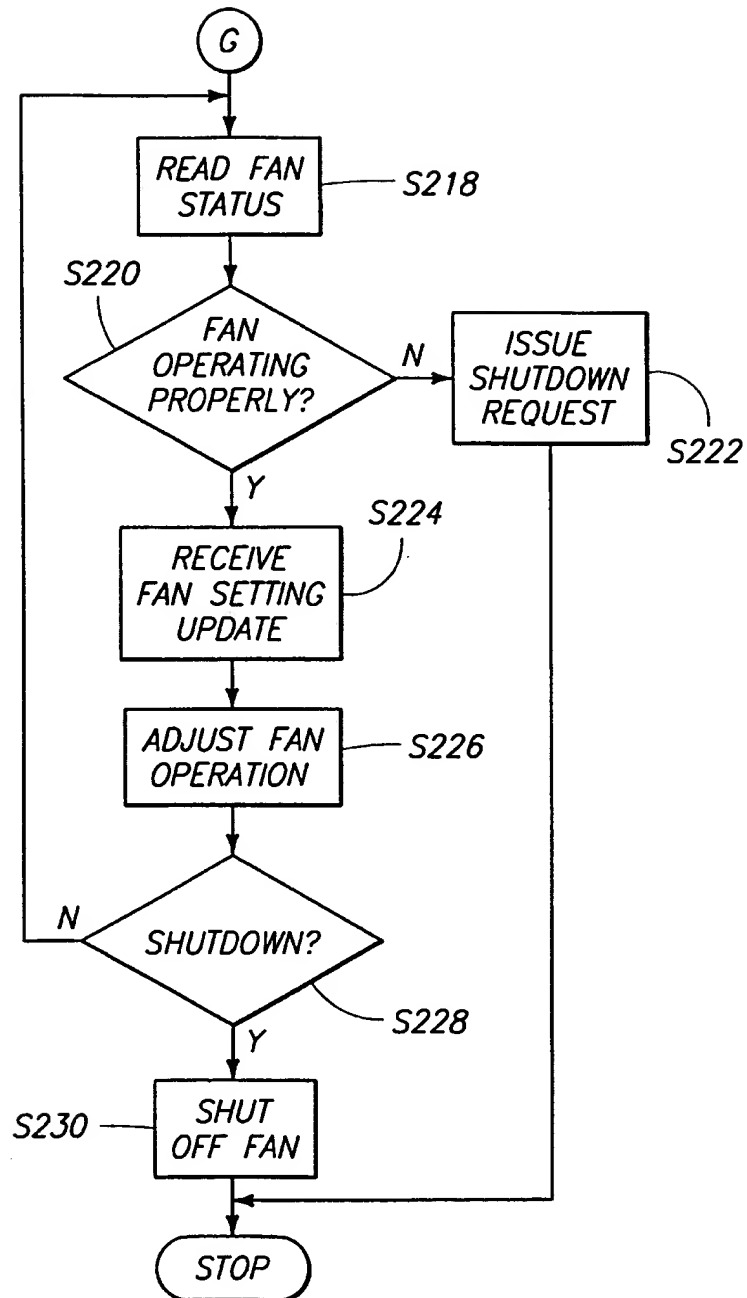 G
READ FAN
STATUS
S218
S220
FAN
OPERATING
PROPERLY?
N
ISSUE
SHUTDOWN
REQUEST
S222
Y
S224
RECEIVE
FAN SETTING
UPDATE
ADJUST FAN
OPERATION
S226
N
SHUTDOWN?
S228
Y
S230
SHUT
OFF FAN
STOP